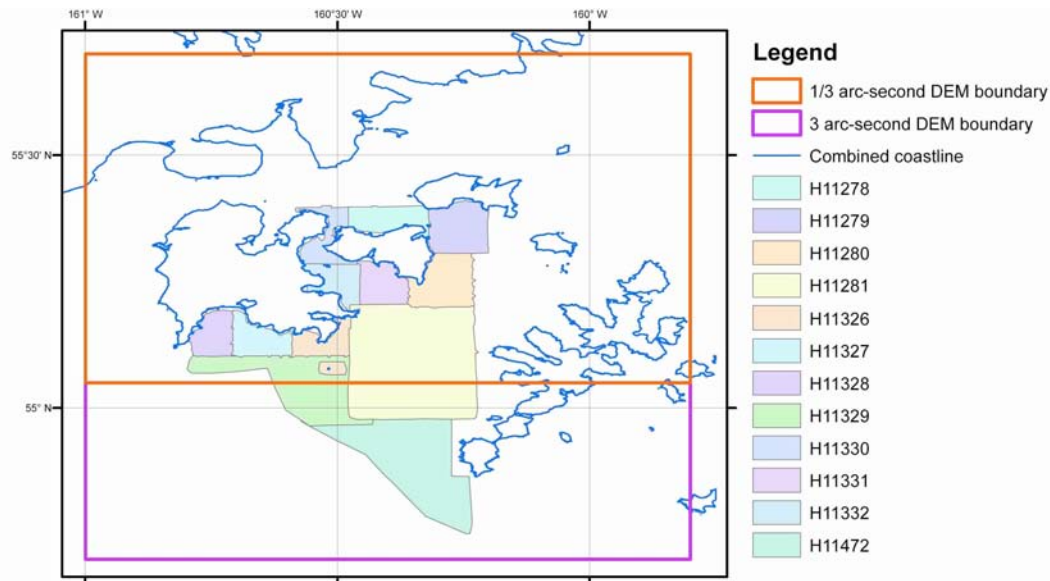 161° W
160°30' W
160° W
55°30' N
55° N
Legend
1/3 arc-second DEM boundary
3 arc-second DEM boundary
Combined coastline
H11278
H11279
H11280
H11281
H11326
H11327
H11328
H11329
H11330
H11331
H11332
H11472